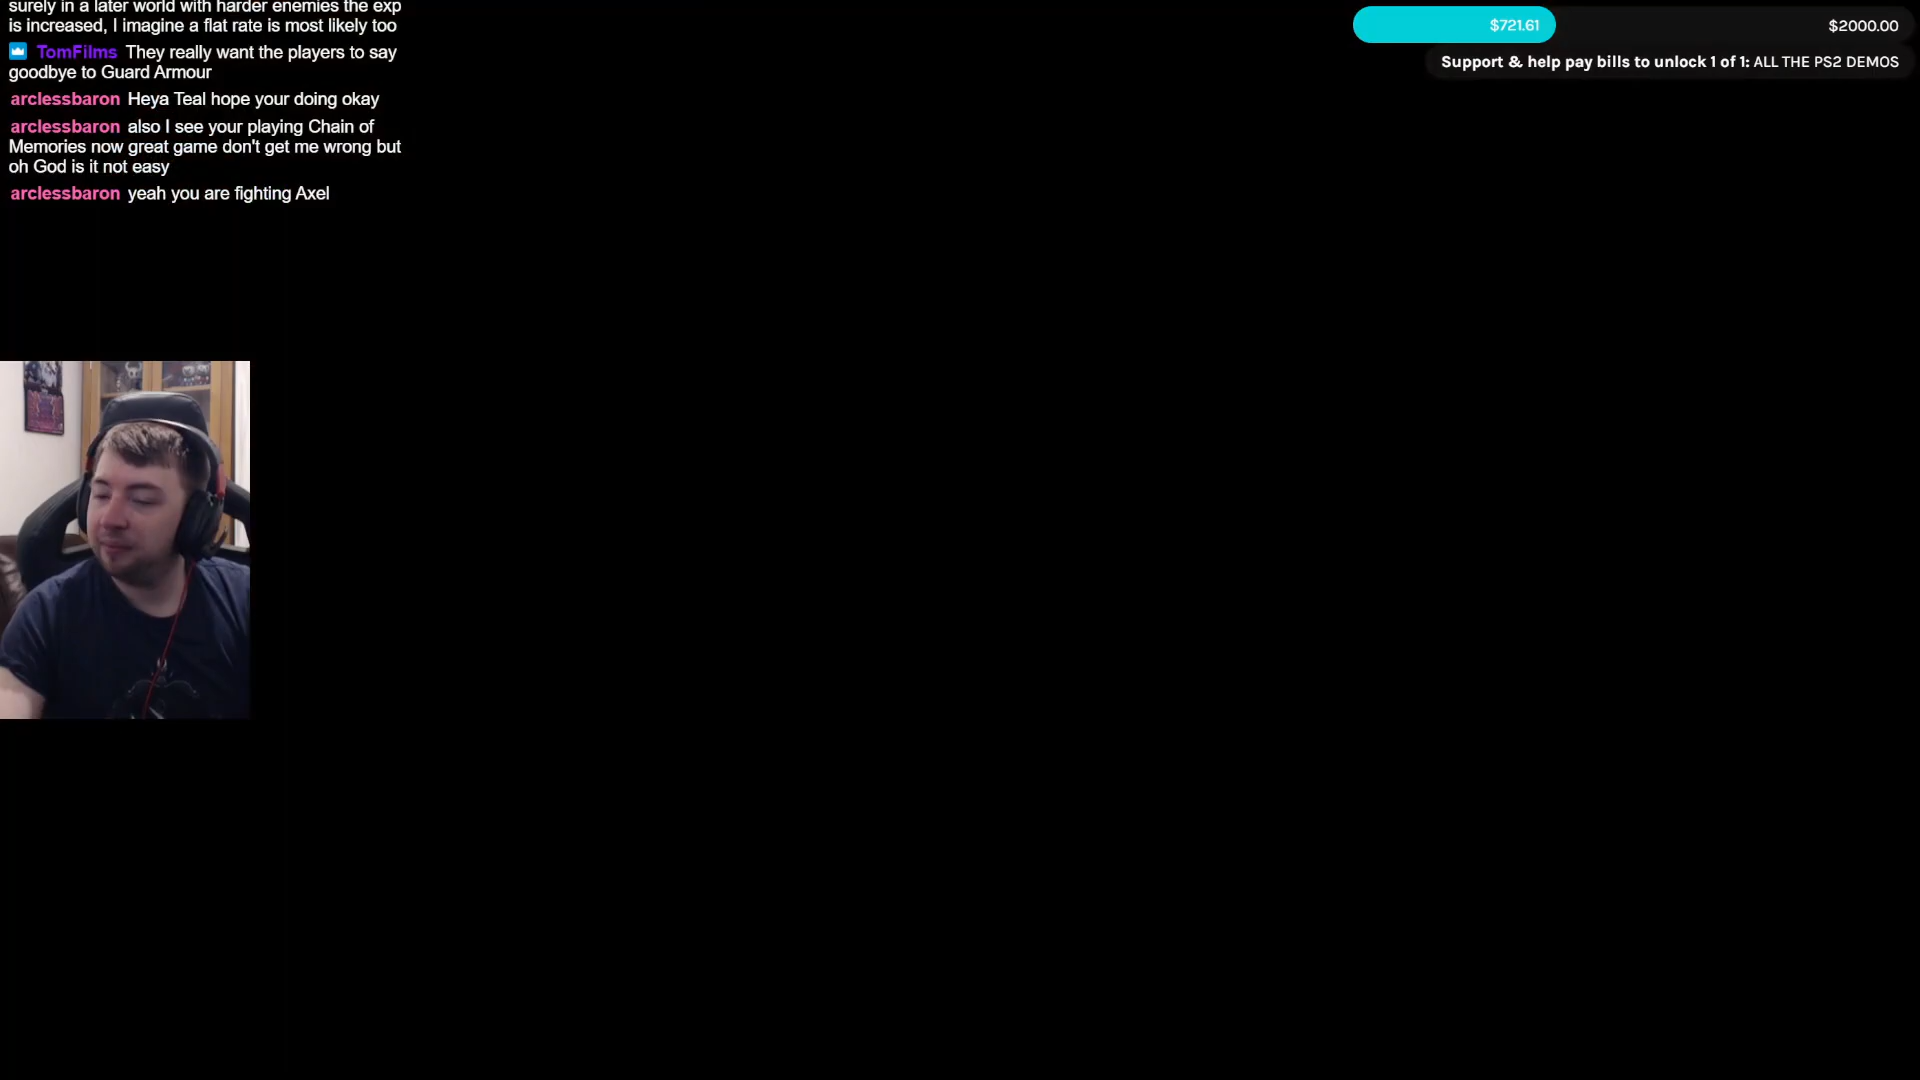 surely in a later world with harder enemies the exp
is increased, I imagine a flat rate is most likely too
TomFilms They really want the players to say
goodbye to Guard Armour
arclessbaron Heya Teal hope your doing okay
arclessbaron also I see your playing Chain of
Memories now great game don't get me wrong but
oh God is it not easy
arclessbaron yeah you are fighting Axel
$721.61 $2000.00
Support & help pay bills to unlock 1 of 1: ALL THE PS2 DEMOS